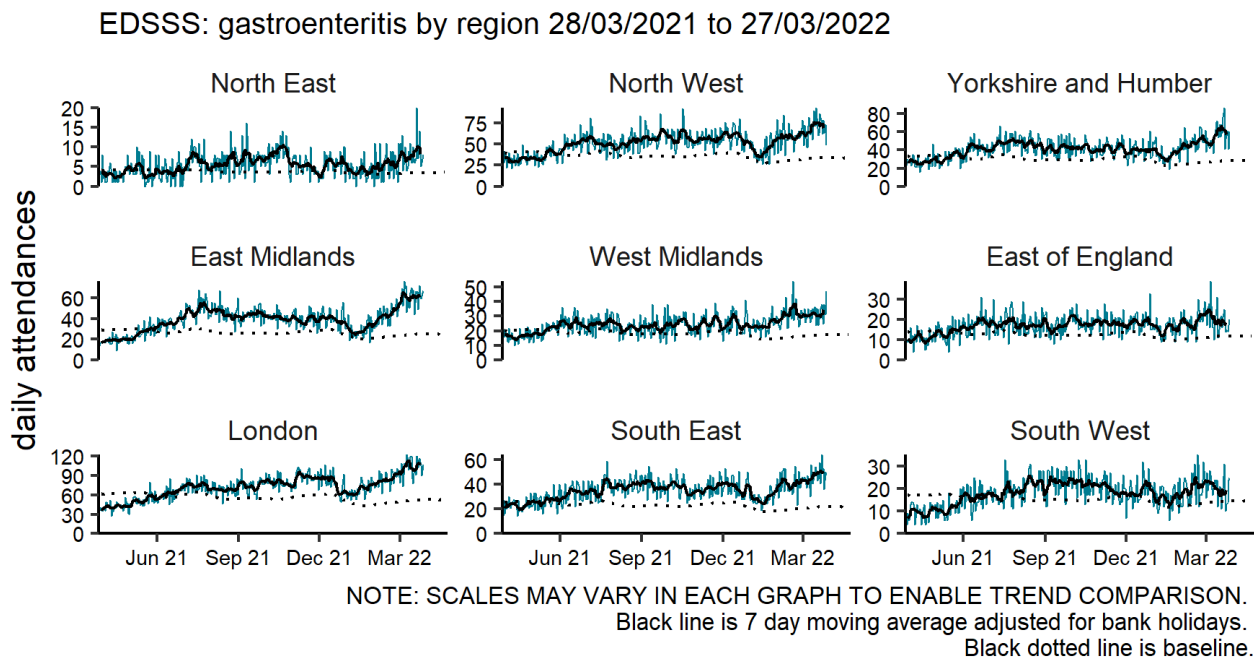 EDSSS: gastroenteritis by region 28/03/2021 to 27/03/2022
daily attendances
North East
20
15
10
5
0
North West
75
50
25
0
Yorkshire and Humber
80
60
40
20
0
East Midlands
60
40
20
0
West Midlands
50
40
30
20
10
0
East of England
30
20
10
0
London
120
90
60
30
0
Jun 21 Sep 21 Dec 21 Mar 22
South East
60
40
20
0
Jun 21 Sep 21 Dec 21 Mar 22
South West
30
20
10
0
Jun 21 Sep 21 Dec 21 Mar 22
NOTE: SCALES MAY VARY IN EACH GRAPH TO ENABLE TREND COMPARISON.
Black line is 7 day moving average adjusted for bank holidays.
Black dotted line is baseline.